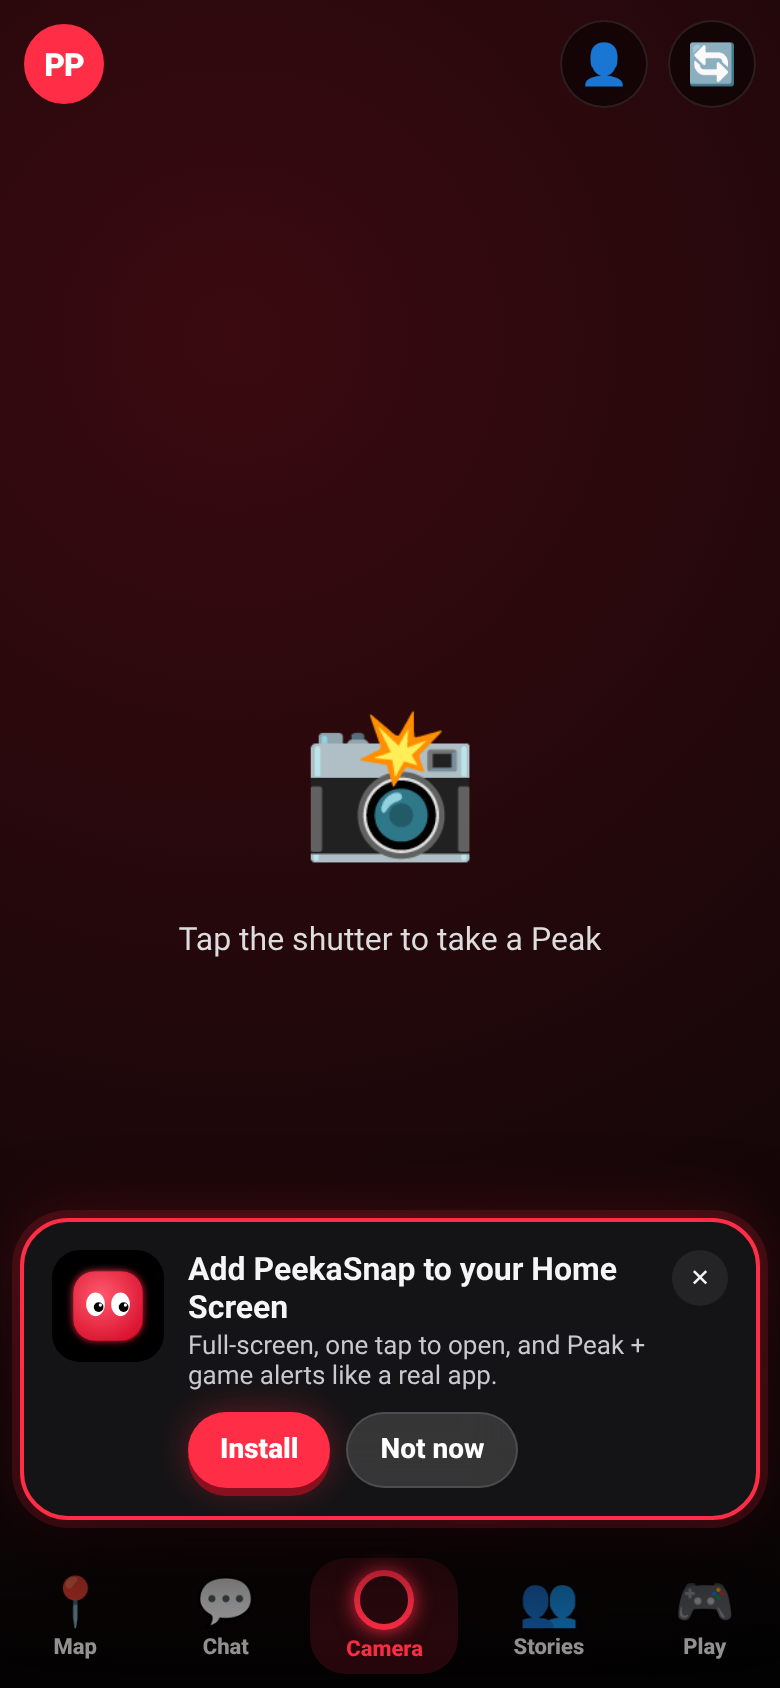 PP
Tap the shutter to take a Peak
Add PeekaSnap to your Home
Screen
Full-screen, one tap to open, and Peak +
game alerts like a real app.
Install
Not now
Map
Chat
Camera
Stories
Play